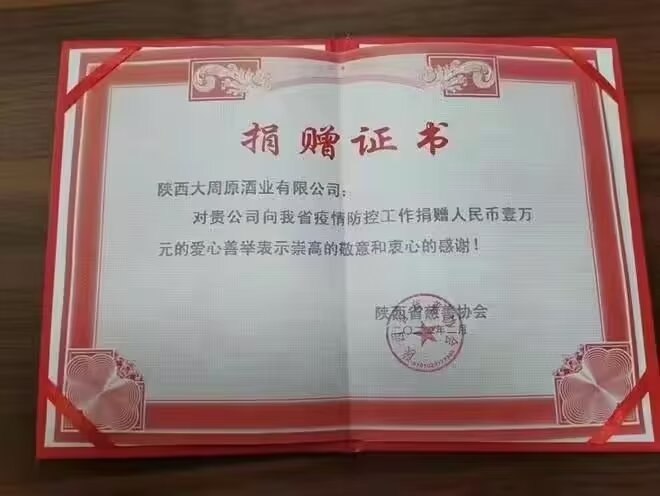 捐赠证书
陕西大周原酒业有限公司：
对贵公司向我省疫情防控工作捐赠人民币壹万
元的爱心善举表示崇高的敬意和衷心的感谢！
陕西省慈善协会
年二月